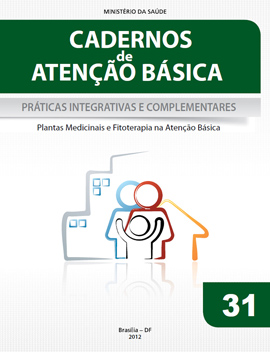 MINISTÉRIO DA SAÚDE
CADERNOS
de
ATENÇÃO BÁSICA
PRÁTICAS INTEGRATIVAS E COMPLEMENTARES
Plantas Medicinais e Fitoterapia na Atenção Básica
31
Brasília – DF
2012